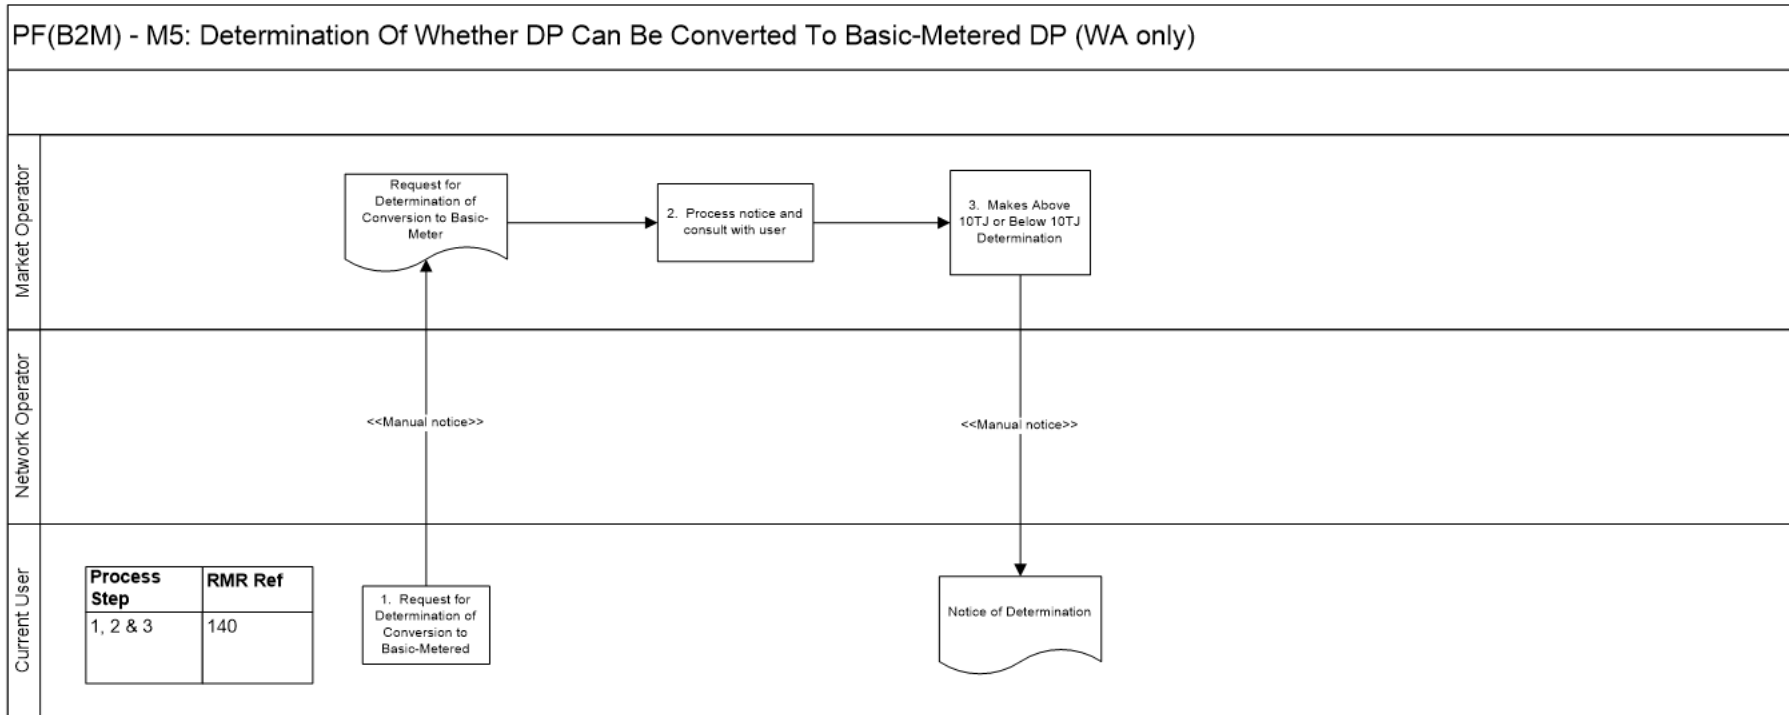 PF(B2M) - M5: Determination Of Whether DP Can Be Converted To Basic-Metered DP (WA only)
Market Operator
Request for
Determination of
Conversion to Basic-
Meter
2. Process notice and
consult with user
3. Makes Above
10TJ or Below 10TJ
Determination
Network Operator
<<Manual notice>>
<<Manual notice>>
Current User
Process
Step
RMR Ref
1, 2 & 3
140
1. Request for
Determination of
Conversion to
Basic-Metered
Notice of Determination